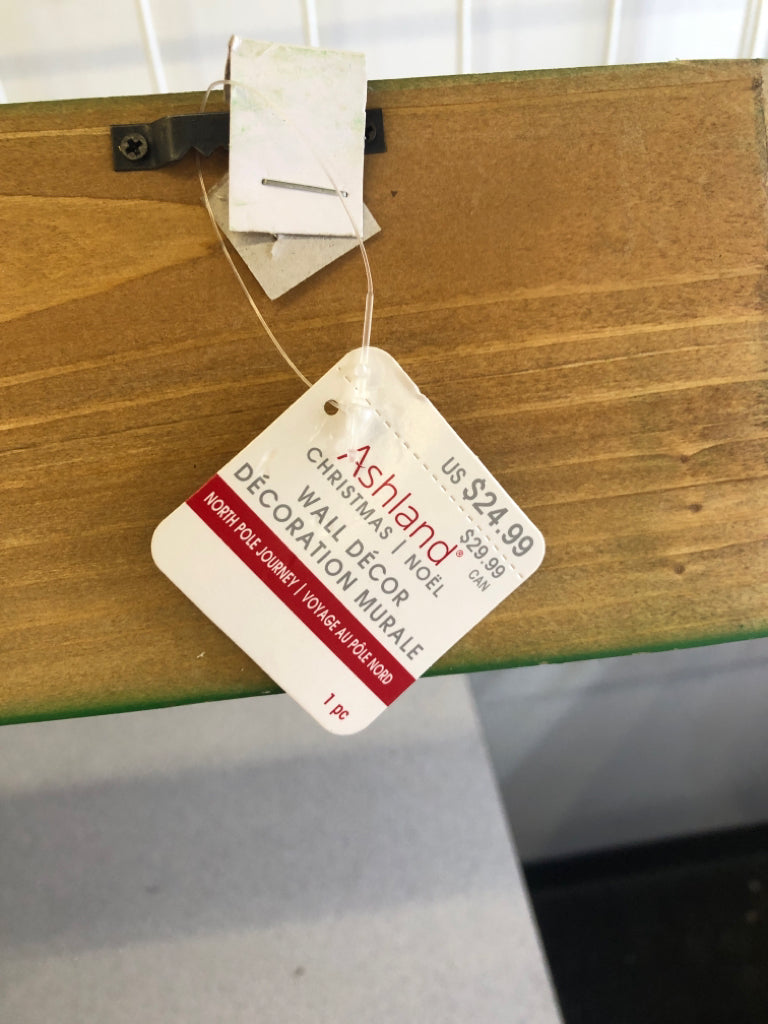 US $24.99
$29.99 CAN
Ashland®
CHRISTMAS | NOËL
WALL DÉCOR
DÉCORATION MURALE
NORTH POLE JOURNEY | VOYAGE AU PÔLE NORD
1 pc